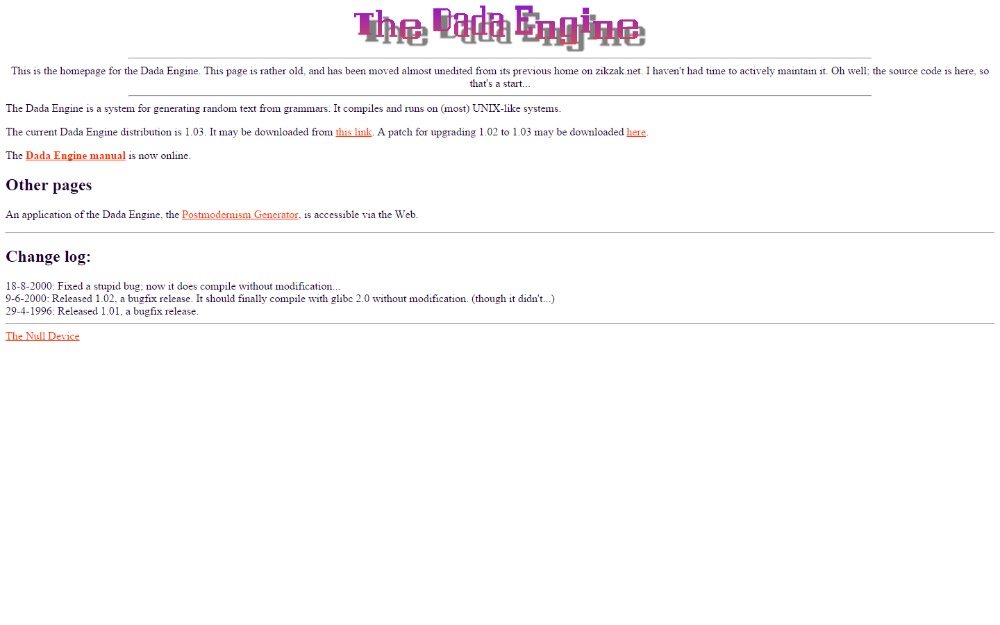 The Dada Engine
This is the homepage for the Dada Engine. This page is rather old, and has been moved almost unedited from its previous home on zikzak.net. I haven't had time to actively maintain it. Oh well; the source code is here, so
that's a start...
The Dada Engine is a system for generating random text from grammars. It compiles and runs on (most) UNIX-like systems.
The current Dada Engine distribution is 1.03. It may be downloaded from this link. A patch for upgrading 1.02 to 1.03 may be downloaded here.
The Dada Engine manual is now online.
Other pages
An application of the Dada Engine, the Postmodernism Generator, is accessible via the Web.
Change log:
18-8-2000: Fixed a stupid bug; now it does compile without modification...
9-6-2000: Released 1.02, a bugfix release. It should finally compile with glibc 2.0 without modification. (though it didn't...)
29-4-1996: Released 1.01, a bugfix release.
The Null Device